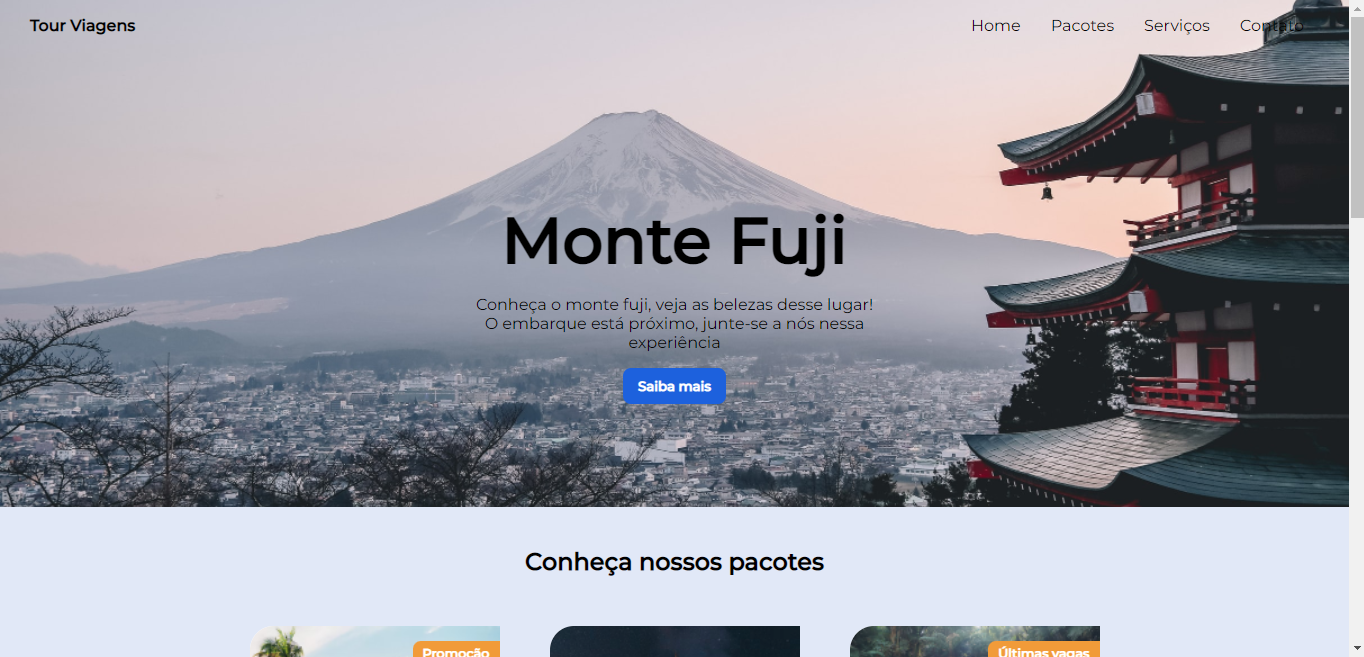 Tour Viagens
Home Pacotes Serviços Contato
Monte Fuji
Conheça o monte fuji, veja as belezas desse lugar!
O embarque está próximo, junte-se a nós nessa
experiência
Saiba mais
Conheça nossos pacotes
Promoção
Últimas vagas